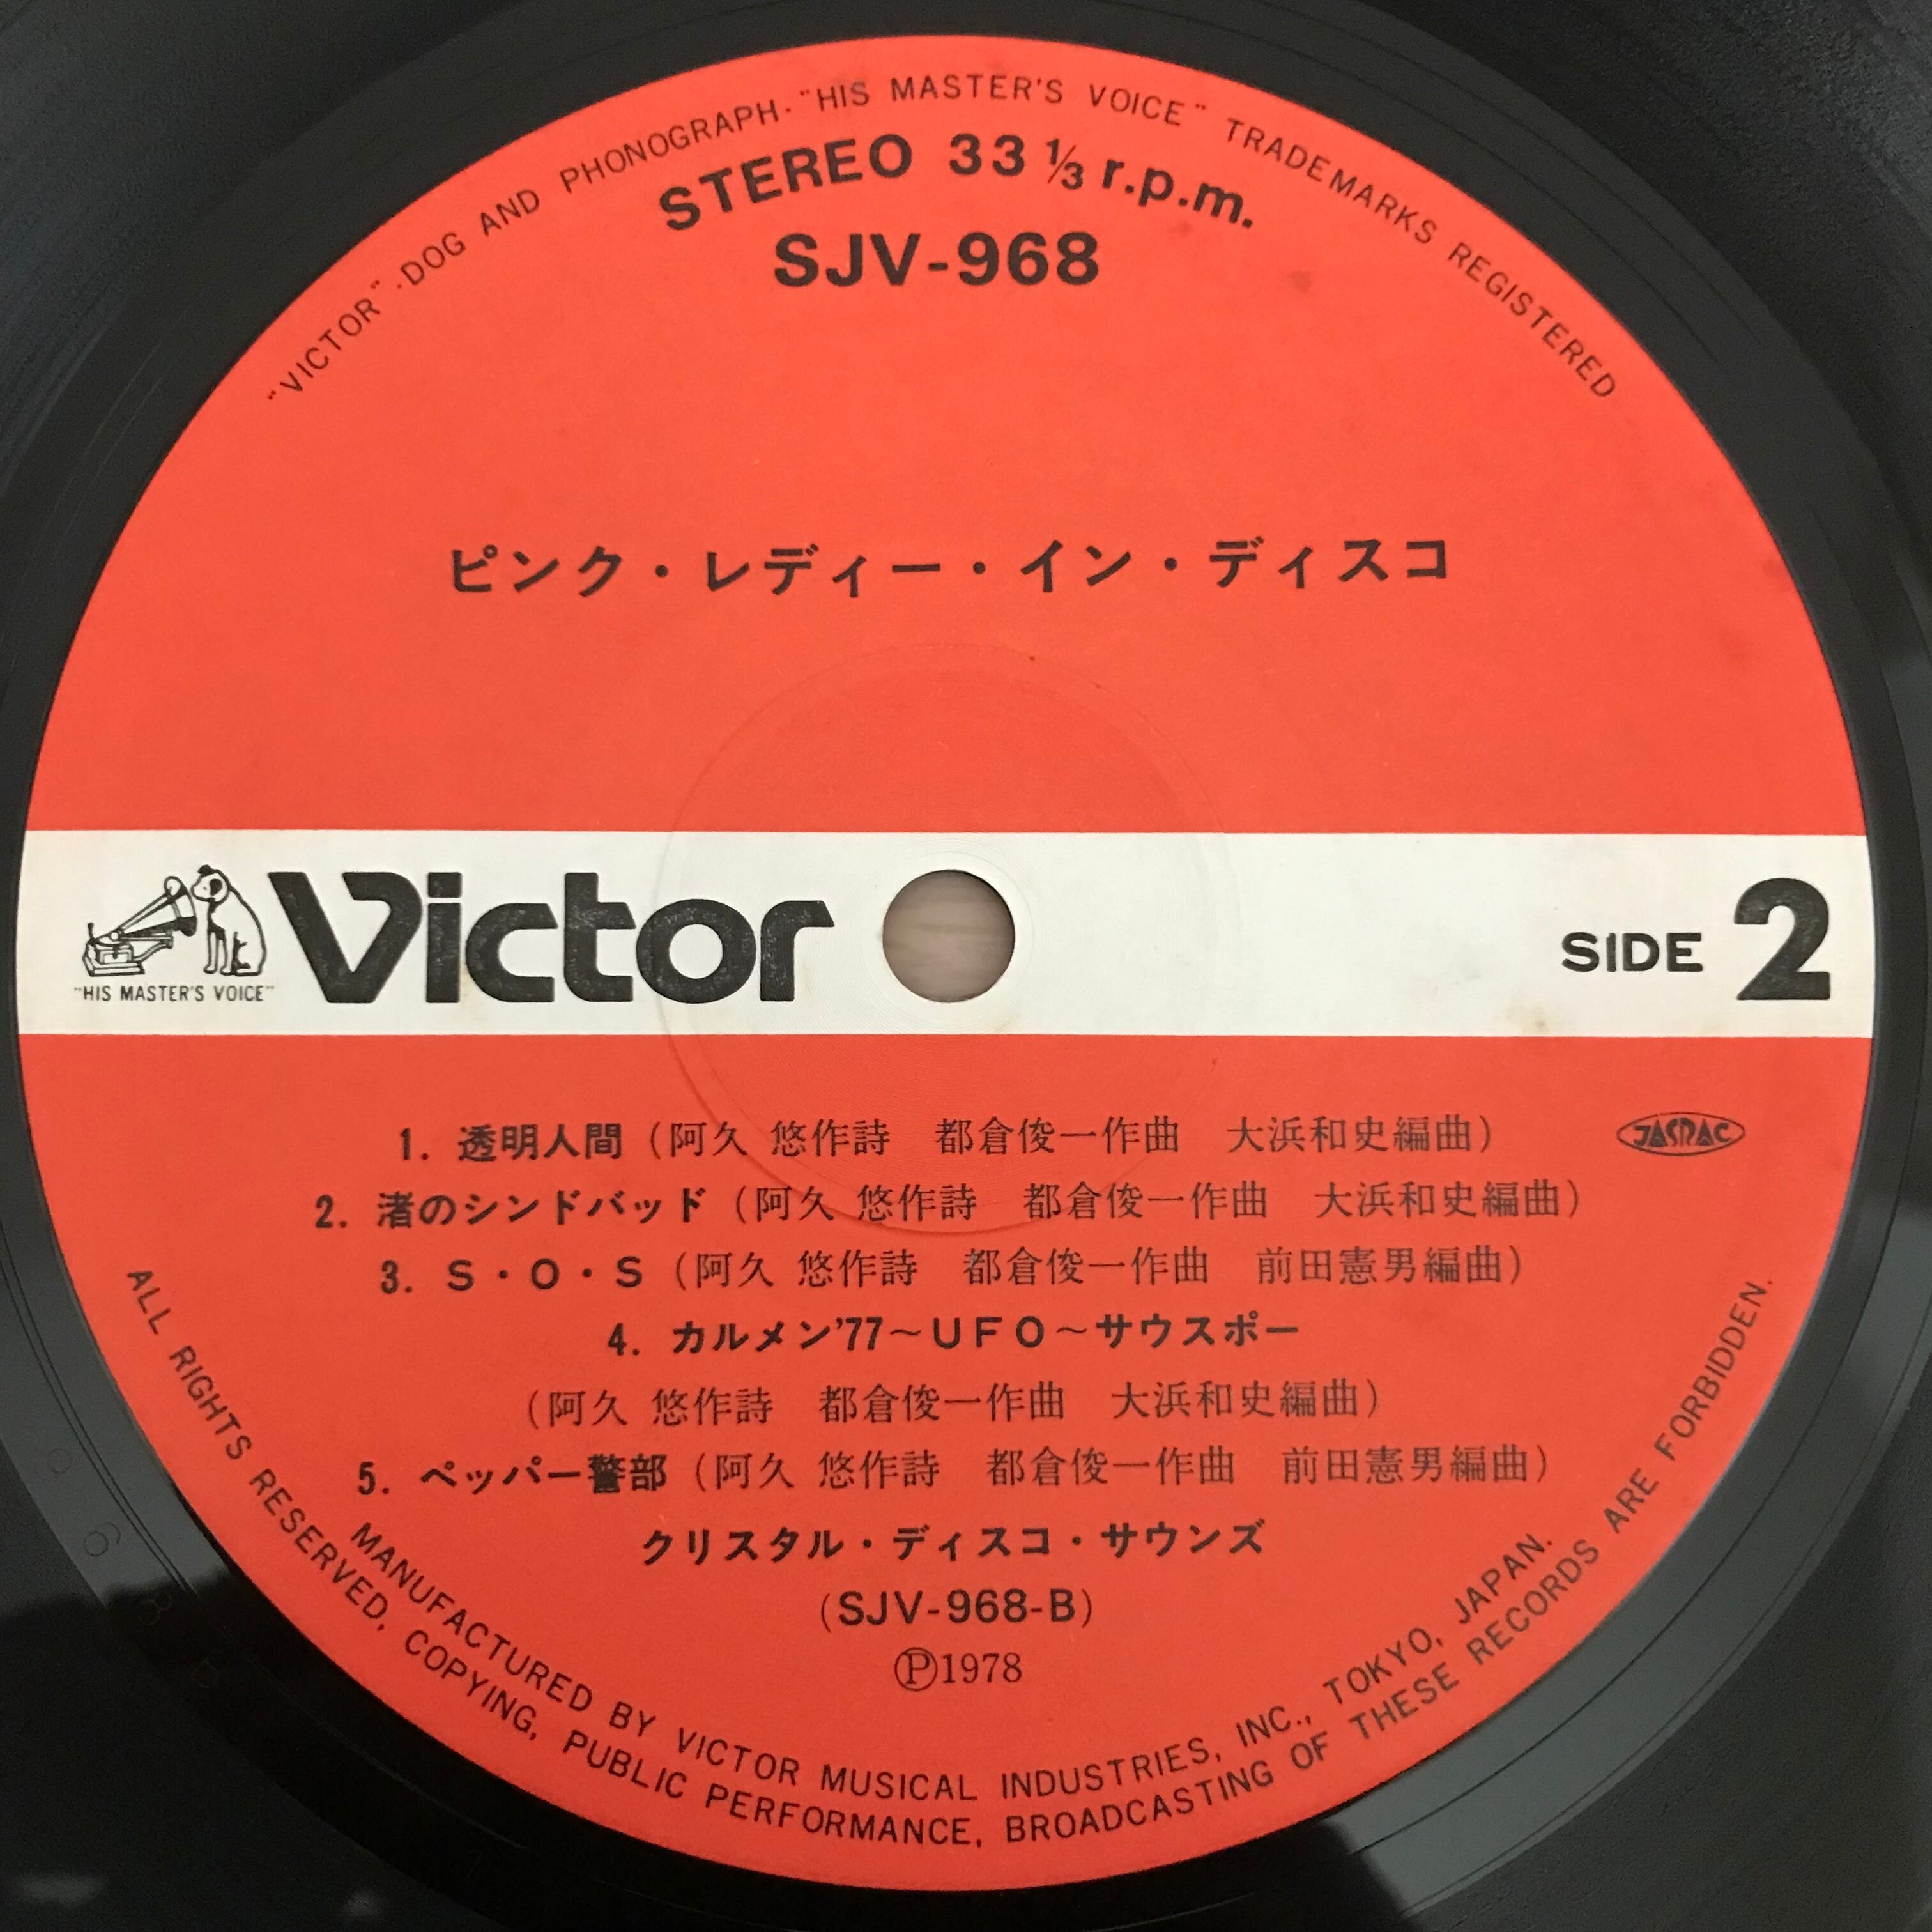 "VICTOR"·DOG AND PHONOGRAPH·"HIS MASTER'S VOICE" TRADEMARKS REGISTERED
STEREO 33 1/3 r.p.m.
SJV-968
ピンク・レディー・イン・ディスコ
"HIS MASTER'S VOICE"
Victor
SIDE 2
1. 透明人間（阿久 悠作詩 都倉俊一作曲 大浜和史編曲）
JASRAC
2. 渚のシンドバッド（阿久 悠作詩 都倉俊一作曲 大浜和史編曲）
3. S・O・S（阿久 悠作詩 都倉俊一作曲 前田憲男編曲）
4. カルメン'77～UFO～サウスポー
（阿久 悠作詩 都倉俊一作曲 大浜和史編曲）
5. ペッパー警部（阿久 悠作詩 都倉俊一作曲 前田憲男編曲）
クリスタル・ディスコ・サウンズ
(SJV-968-B)
Ⓟ1978
MANUFACTURED BY VICTOR MUSICAL INDUSTRIES, INC., TOKYO, JAPAN.
ALL RIGHTS RESERVED, COPYING, PUBLIC PERFORMANCE, BROADCASTING OF THESE RECORDS ARE FORBIDDEN.